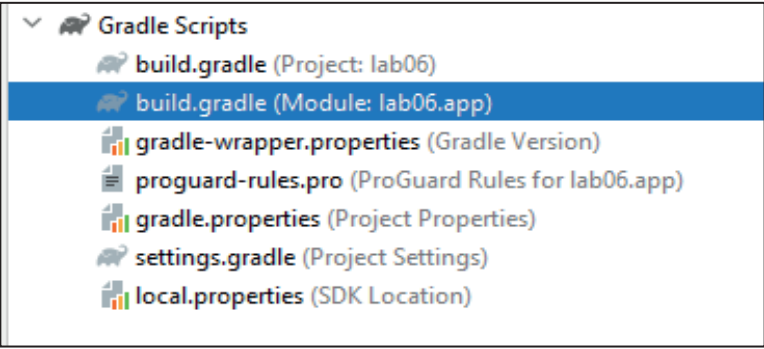 Gradle Scripts
build.gradle (Project: lab06)
build.gradle (Module: lab06.app)
gradle-wrapper.properties (Gradle Version)
proguard-rules.pro (ProGuard Rules for lab06.app)
gradle.properties (Project Properties)
settings.gradle (Project Settings)
local.properties (SDK Location)